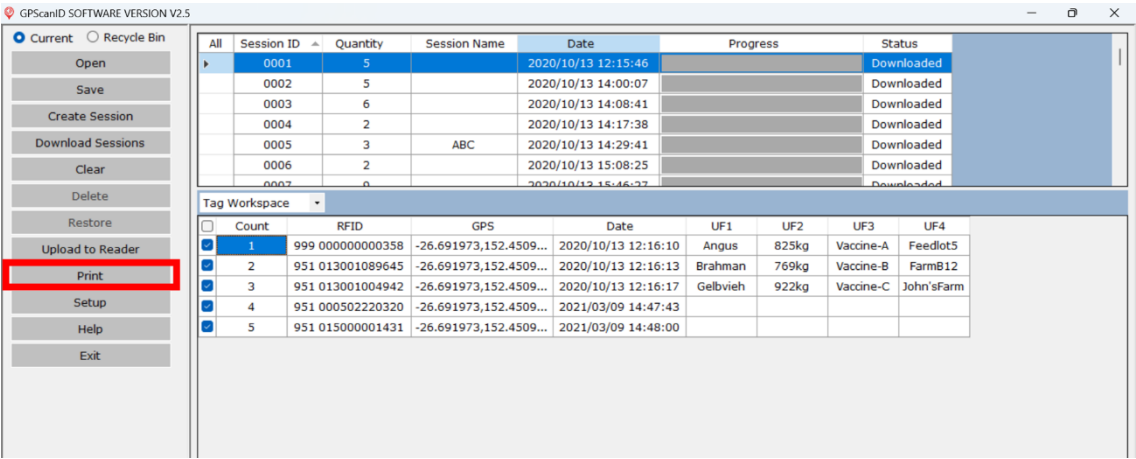 GPScanID SOFTWARE VERSION V2.5
Current Recycle Bin
Open
Save
Create Session
Download Sessions
Clear
Delete
Restore
Upload to Reader
Print
Setup
Help
Exit
All Session ID Quantity Session Name Date Progress Status
0001 5 2020/10/13 12:15:46 Downloaded
0002 5 2020/10/13 14:00:07 Downloaded
0003 6 2020/10/13 14:08:41 Downloaded
0004 2 2020/10/13 14:17:38 Downloaded
0005 3 ABC 2020/10/13 14:29:41 Downloaded
0006 2 2020/10/13 15:08:25 Downloaded
0007 2020/10/13 15:46:27 Downloaded
Tag Workspace
Count RFID GPS Date UF1 UF2 UF3 UF4
1 999 000000000358 -26.691973,152.4509... 2020/10/13 12:16:10 Angus 825kg Vaccine-A Feedlot5
2 951 013001089645 -26.691973,152.4509... 2020/10/13 12:16:13 Brahman 769kg Vaccine-B FarmB12
3 951 013001004942 -26.691973,152.4509... 2020/10/13 12:16:17 Gelbvieh 922kg Vaccine-C John'sFarm
4 951 000502220320 -26.691973,152.4509... 2021/03/09 14:47:43
5 951 015000001431 -26.691973,152.4509... 2021/03/09 14:48:00